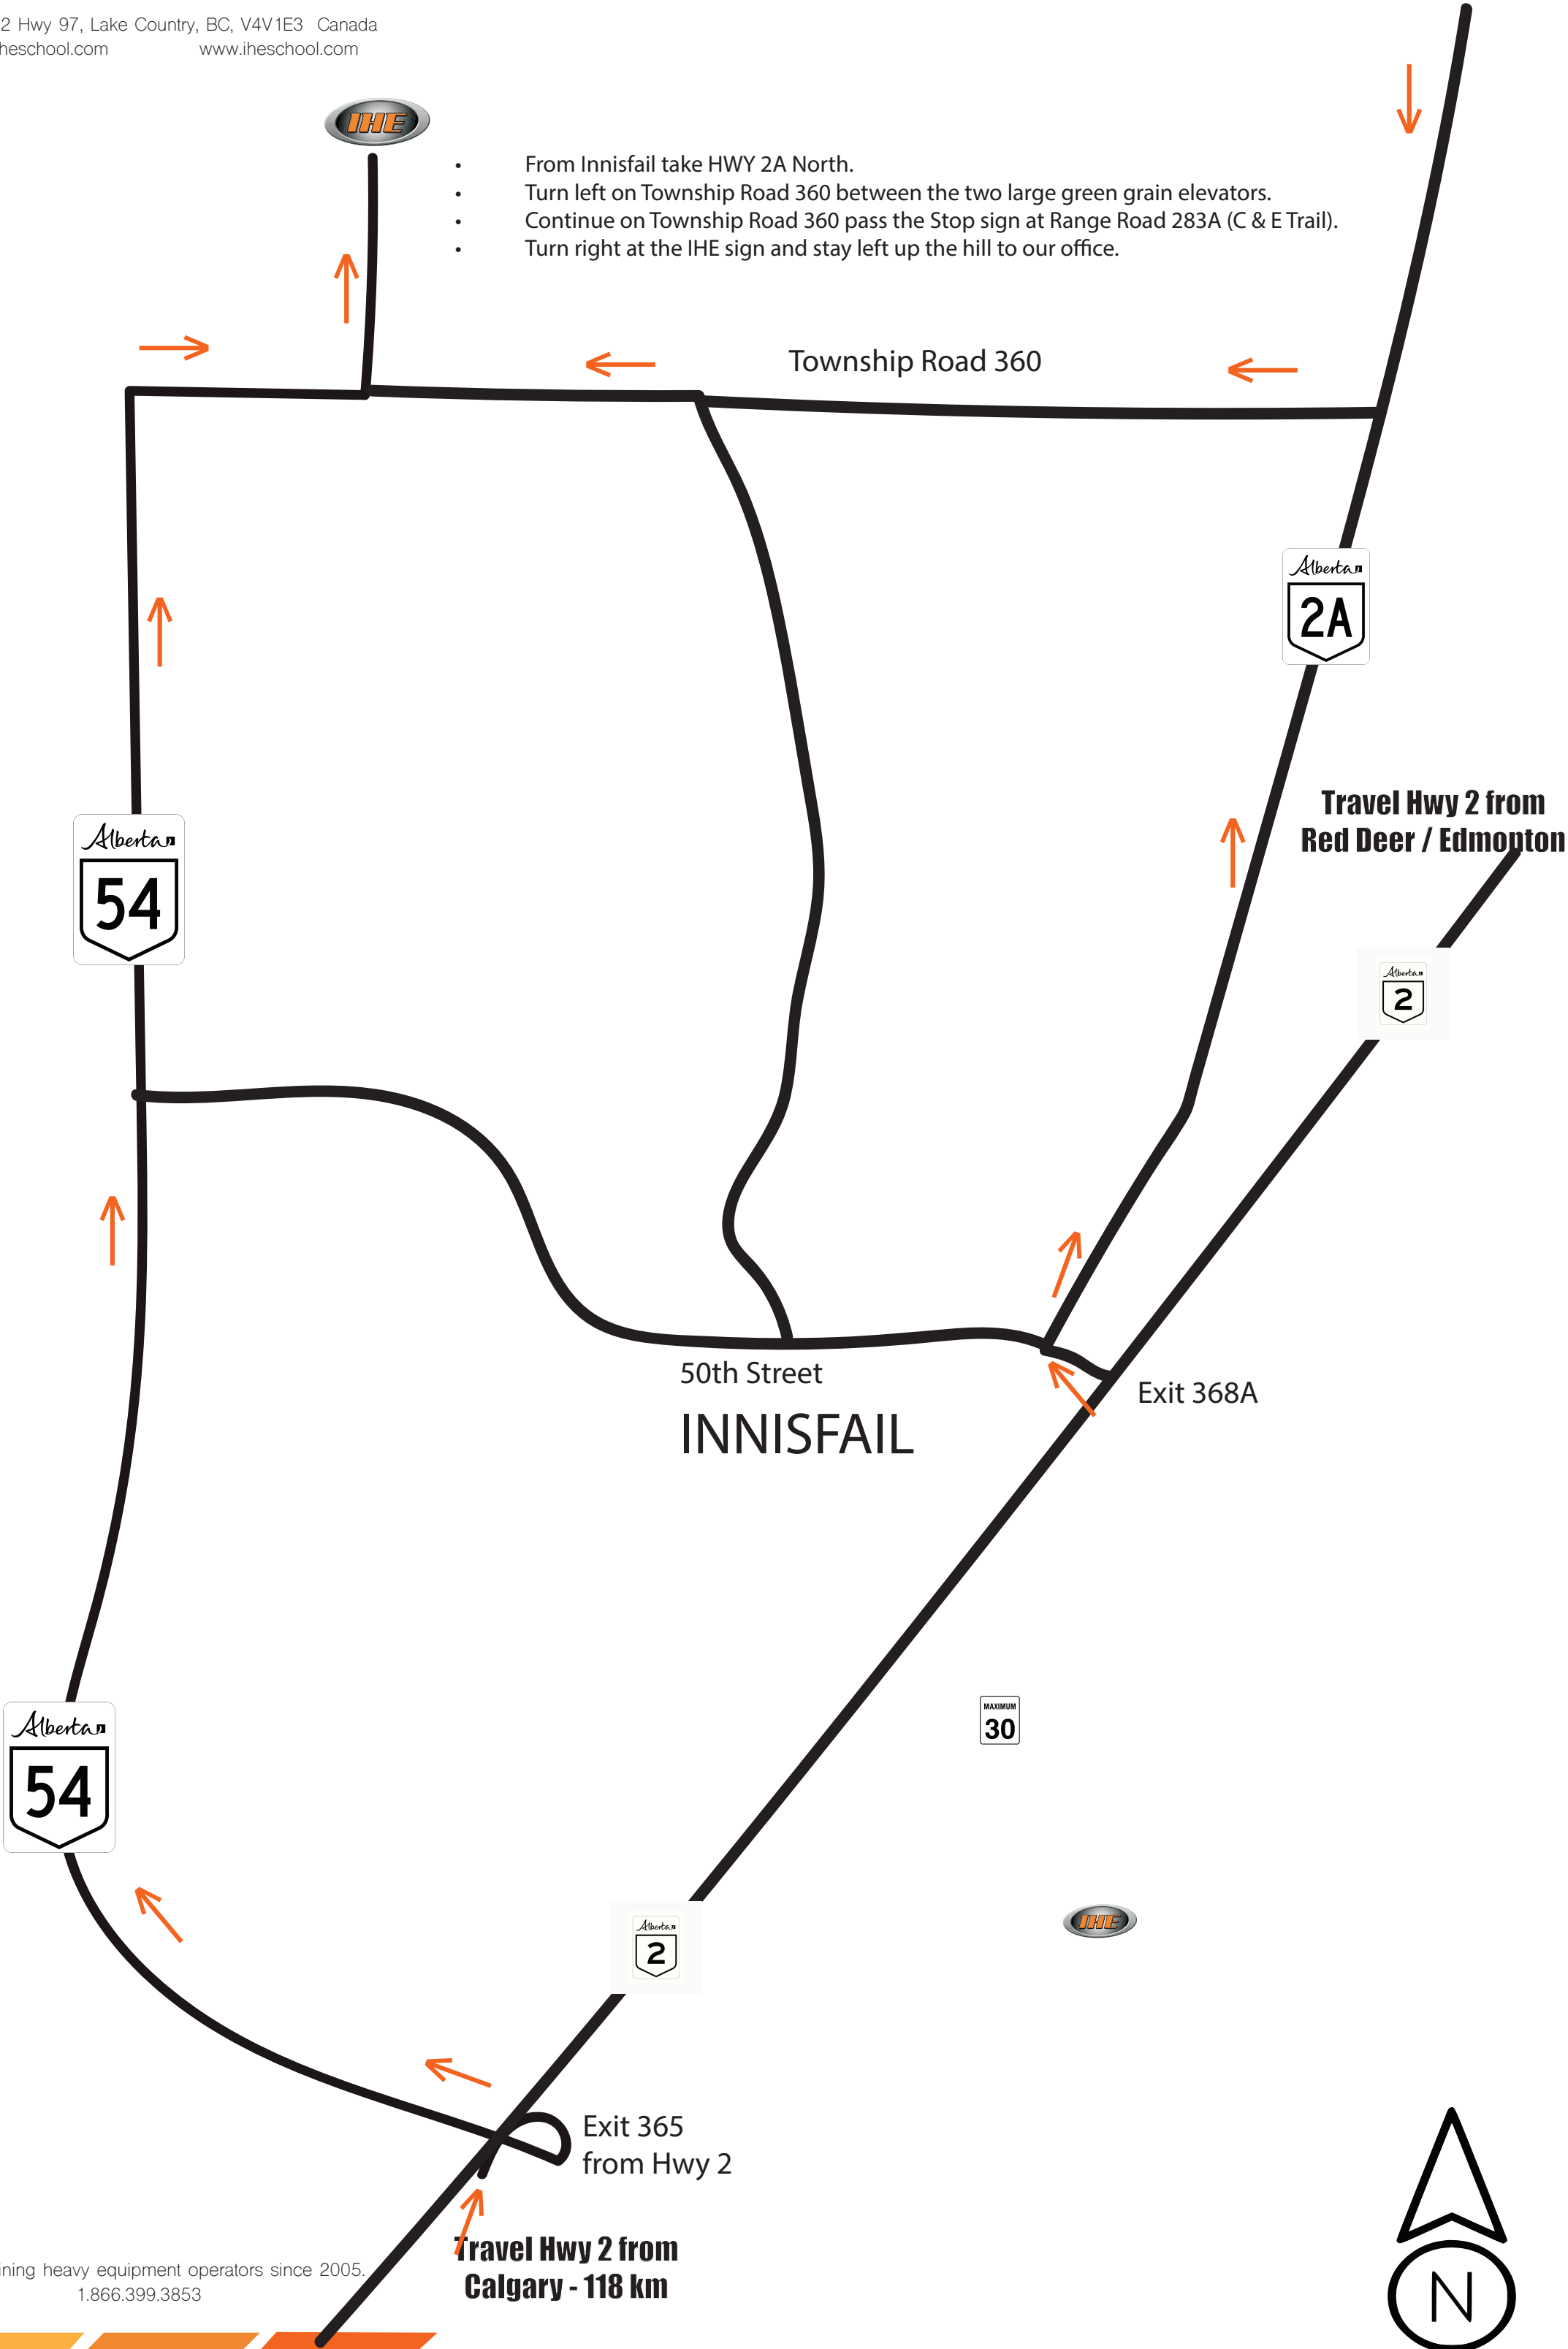 2 Hwy 97, Lake Country, BC, V4V1E3 Canada
heschool.com www.iheschool.com
IHE
• From Innisfail take HWY 2A North.
• Turn left on Township Road 360 between the two large green grain elevators.
• Continue on Township Road 360 pass the Stop sign at Range Road 283A (C & E Trail).
• Turn right at the IHE sign and stay left up the hill to our office.
Township Road 360
Alberta
2A
Travel Hwy 2 from
Red Deer / Edmonton
Alberta
54
Alberta
2
50th Street
Exit 368A
INNISFAIL
MAXIMUM
30
Alberta
54
IHE
Alberta
2
Exit 365
from Hwy 2
Travel Hwy 2 from
Calgary - 118 km
ining heavy equipment operators since 2005.
1.866.399.3853
N